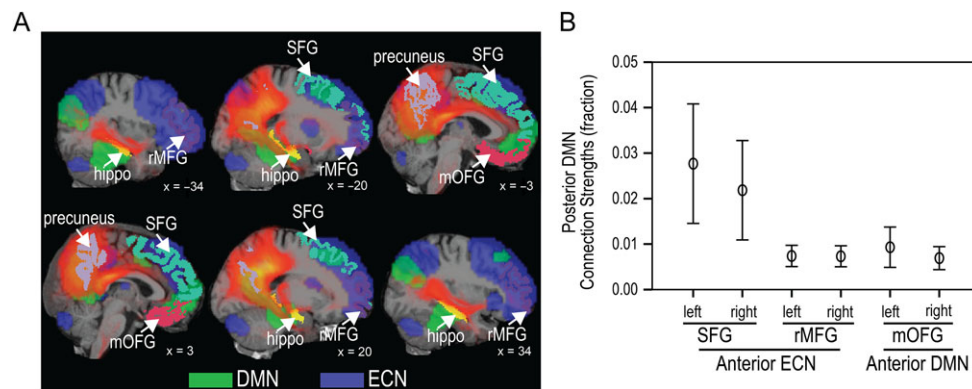 A
SFG
precuneus
SFG
rMFG
hippo
x = −34
rMFG
hippo
x = −20
mOFG
x = −3
precuneus
SFG
SFG
mOFG
x = 3
hippo
rMFG
x = 20
hippo
rMFG
x = 34
DMN
ECN
B
Posterior DMN
Connection Strengths (fraction)
0.05
0.04
0.03
0.02
0.01
0.00
left
right
left
right
left
right
SFG
rMFG
mOFG
Anterior ECN
Anterior DMN